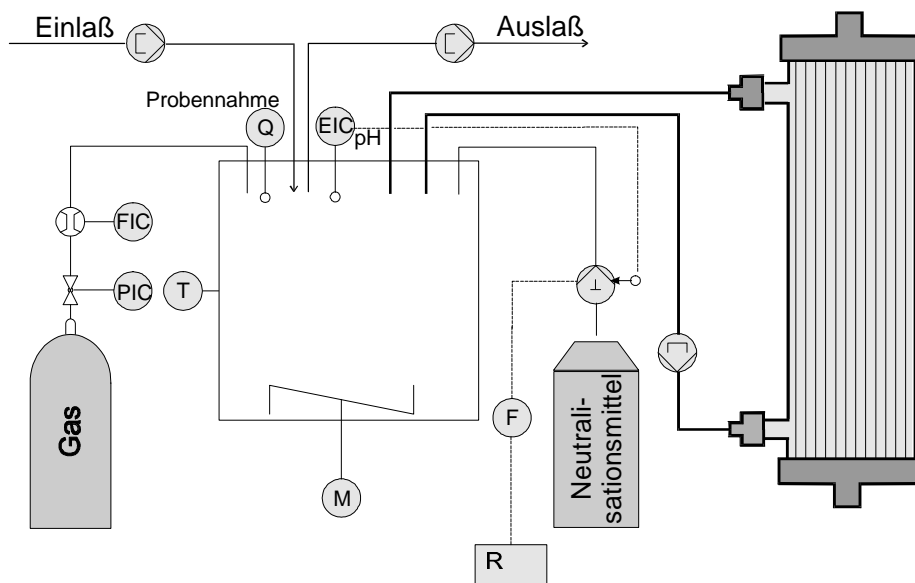 Einlaß
Auslaß
Probennahme
Q
EIC
pH
FIC
PIC
T
Gas
M
F
R
Neutrali-
sationsmittel